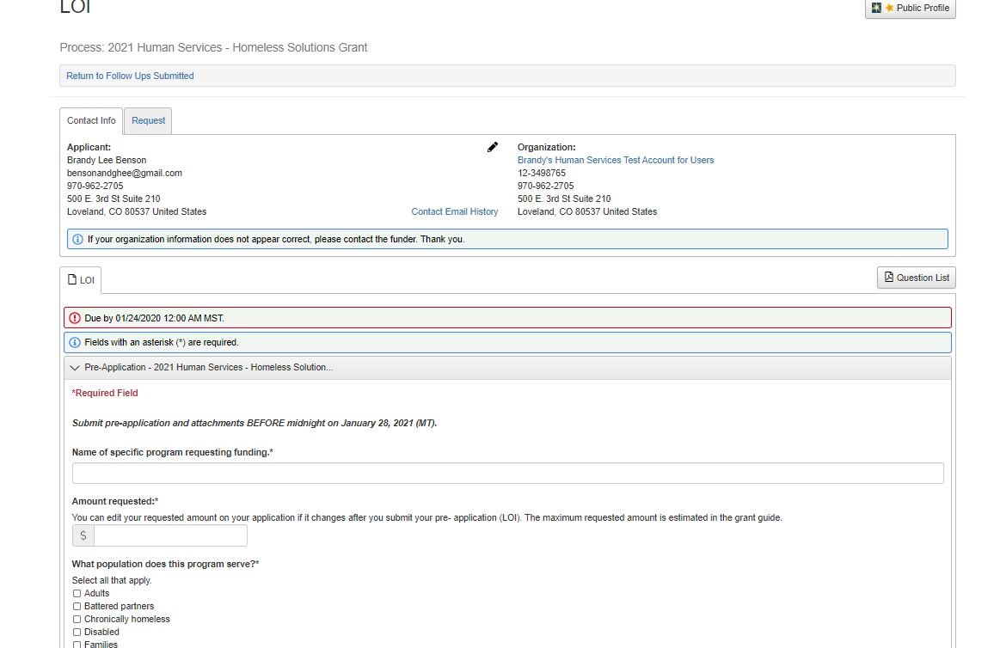 LOI
Public Profile
Process: 2021 Human Services - Homeless Solutions Grant
Return to Follow Ups Submitted
Contact Info
Request
Applicant:
Brandy Lee Benson
bensonandghee@gmail.com
970-962-2705
500 E. 3rd St Suite 210
Loveland, CO 80537 United States
Contact Email History
Organization:
Brandy's Human Services Test Account for Users
12-3498765
970-962-2705
500 E. 3rd St Suite 210
Loveland, CO 80537 United States
If your organization information does not appear correct, please contact the funder. Thank you.
LOI
Question List
Due by 01/24/2020 12:00 AM MST.
Fields with an asterisk (*) are required.
Pre-Application - 2021 Human Services - Homeless Solution...
*Required Field
Submit pre-application and attachments BEFORE midnight on January 28, 2021 (MT).
Name of specific program requesting funding.*
Amount requested:*
You can edit your requested amount on your application if it changes after you submit your pre- application (LOI). The maximum requested amount is estimated in the grant guide.
$
What population does this program serve?*
Select all that apply.
Adults
Battered partners
Chronically homeless
Disabled
Families